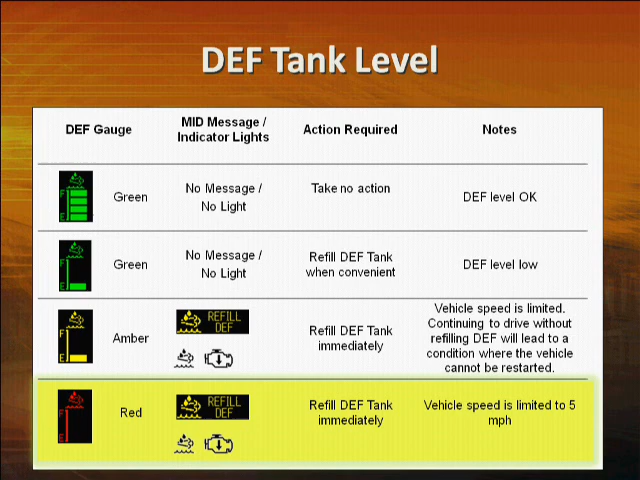 DEF Tank Level
DEF Gauge
MID Message /
Indicator Lights
Action Required
Notes
F
E
Green
No Message /
No Light
Take no action
DEF level OK
F
E
Green
No Message /
No Light
Refill DEF Tank
when convenient
DEF level low
F
E
Amber
REFILL
DEF
Refill DEF Tank
immediately
Vehicle speed is limited.
Continuing to drive without
refilling DEF will lead to a
condition where the vehicle
cannot be restarted.
F
E
Red
REFILL
DEF
Refill DEF Tank
immediately
Vehicle speed is limited to 5
mph